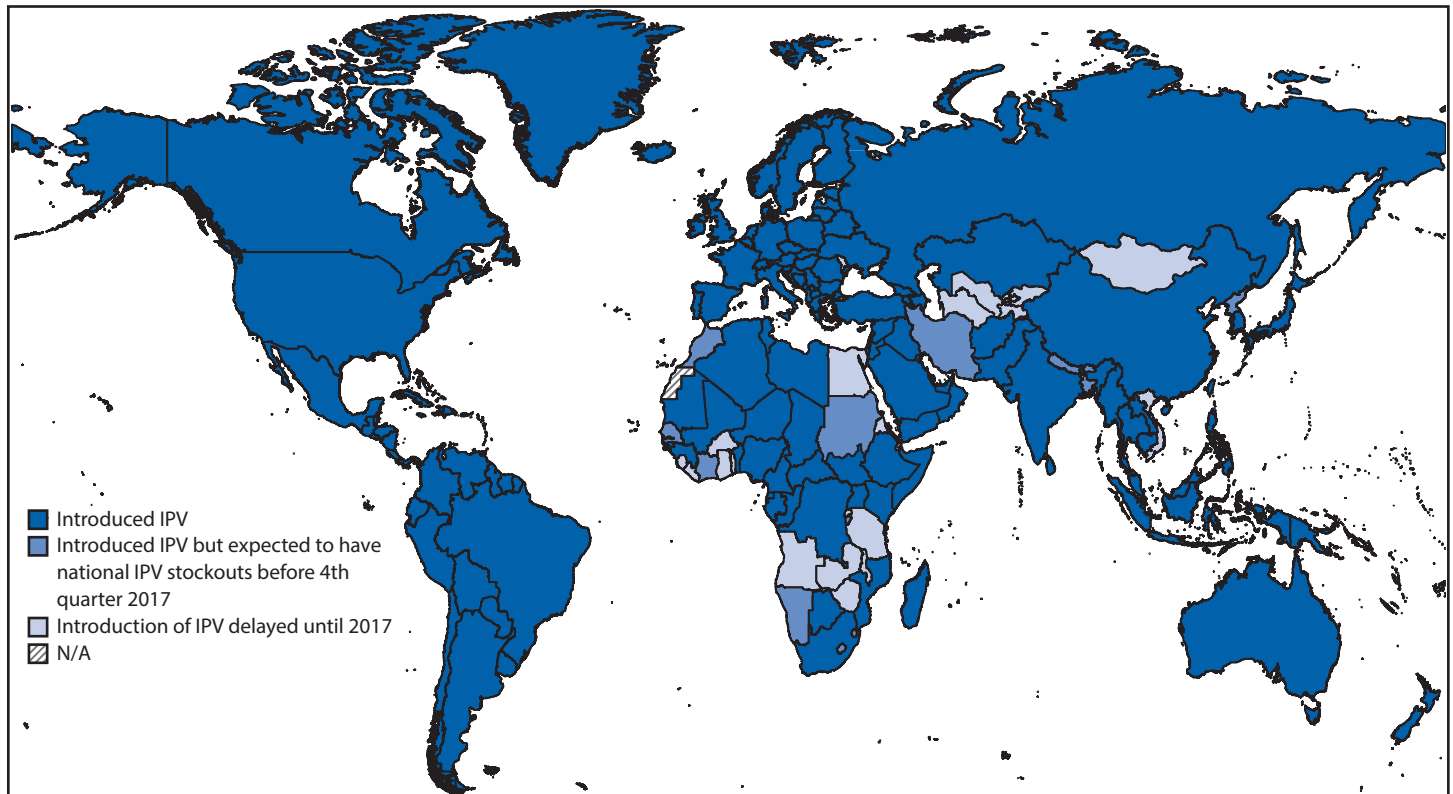 Introduced IPV
Introduced IPV but expected to have
national IPV stockouts before 4th
quarter 2017
Introduction of IPV delayed until 2017
N/A